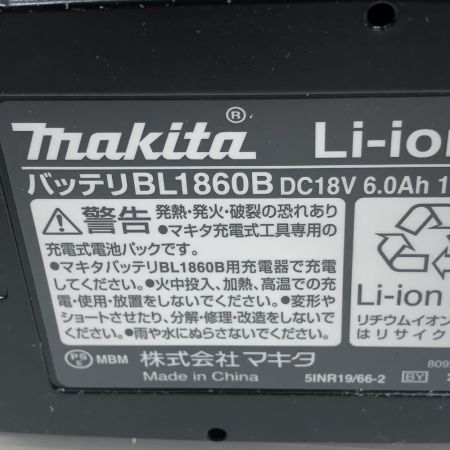 makita® Li-ion
バッテリBL1860B DC18V 6.0Ah 1
⚠警告 発熱・発火・破裂の恐れあり
●マキタ充電式工具専用の
充電式電池パックです。
●マキタバッテリBL1860B用充電器で充電
してください。●火中投入、加熱、高温での充
電・使用・放置をしないでください。●変形や
ショートさせたり、分解・修理・改造をしないで
ください。●雨や水にぬらさないでください。
Li-ion
リチウムイオン
はリサイク
PSE MBM 株式会社マキタ
Made in China 5INR19/66-2
809
BY